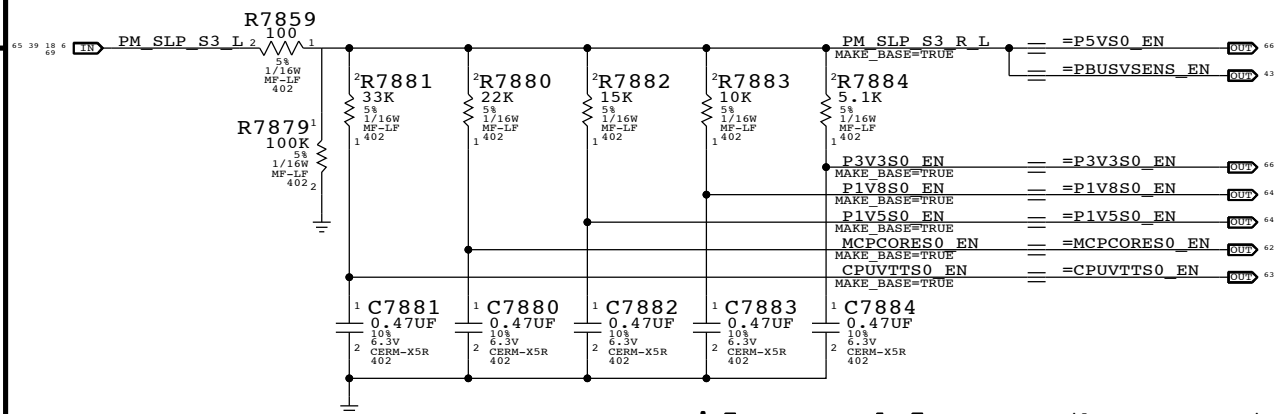 R7859
100
65 39 18 6
69
IN
PM_SLP_S3_L 2 1
5%
1/16W
MF-LF
402
PM_SLP_S3_R_L
MAKE_BASE=TRUE
=P5VS0_EN
OUT 66
=PBUSVSENS_EN
OUT 43
R7879 1
100K
5%
1/16W
MF-LF
402 2
2 R7881
33K
5%
1/16W
MF-LF
1 402
2 R7880
22K
5%
1/16W
MF-LF
1 402
2 R7882
15K
5%
1/16W
MF-LF
1 402
2 R7883
10K
5%
1/16W
MF-LF
1 402
2 R7884
5.1K
5%
1/16W
MF-LF
1 402
P3V3S0_EN
MAKE_BASE=TRUE
=P3V3S0_EN
OUT 66
P1V8S0_EN
MAKE_BASE=TRUE
=P1V8S0_EN
OUT 64
P1V5S0_EN
MAKE_BASE=TRUE
=P1V5S0_EN
OUT 64
MCPCORES0_EN
MAKE_BASE=TRUE
=MCPCORES0_EN
OUT 62
CPUVTTS0_EN
MAKE_BASE=TRUE
=CPUVTTS0_EN
OUT 63
1 C7881
0.47UF
10%
6.3V
2 CERM-X5R
402
1 C7880
0.47UF
10%
6.3V
2 CERM-X5R
402
1 C7882
0.47UF
10%
6.3V
2 CERM-X5R
402
1 C7883
0.47UF
10%
6.3V
2 CERM-X5R
402
1 C7884
0.47UF
10%
6.3V
2 CERM-X5R
402